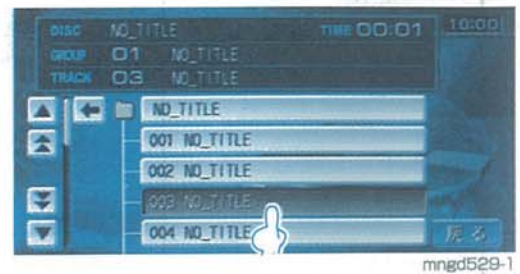 DISC NO_TITLE TIME 00:01 10:00
GROUP 01 NO_TITLE
TRACK 03 NO_TITLE
NO_TITLE
001 NO_TITLE
002 NO_TITLE
003 NO_TITLE
004 NO_TITLE
戻る
mngd529-1